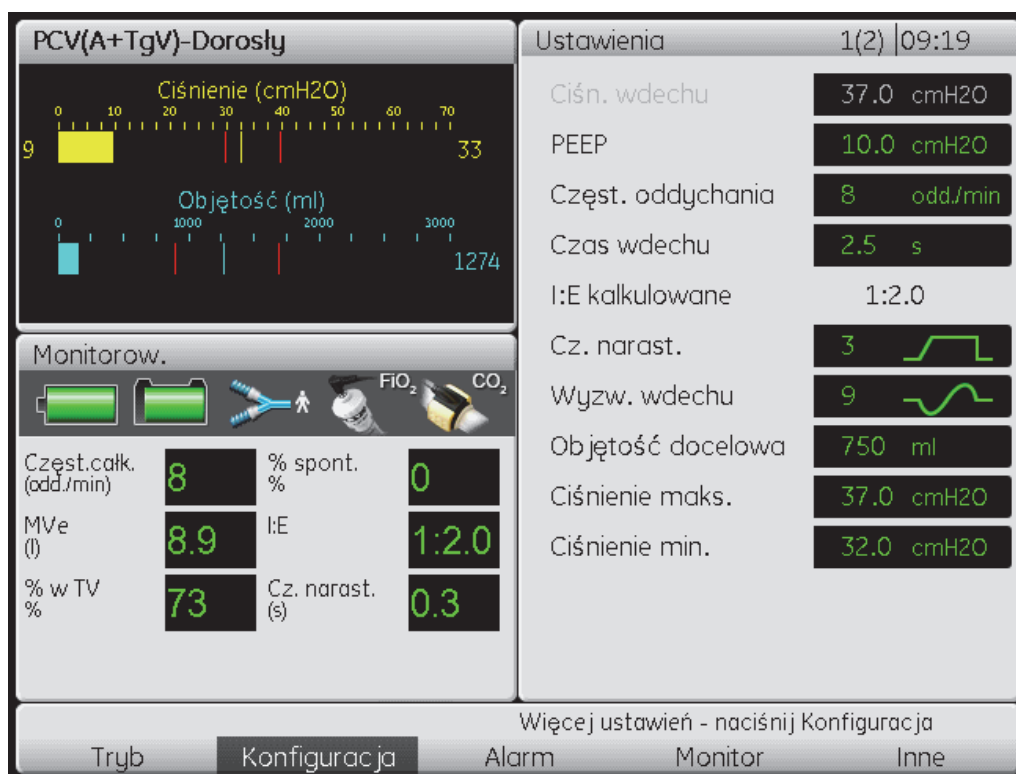 PCV(A+TgV)-Dorosły
Ciśnienie (cmH2O)
0 10 20 30 40 50 60 70
9 33
Objętość (ml)
0 1000 2000 3000
1274
Monitorow.
FiO2 CO2
Częst.całk. (odd./min) 8 % spont. % 0
MVe (l) 8.9 I:E 1:2.0
% w TV % 73 Cz. narast. (s) 0.3
Ustawienia 1(2) 09:19
Ciśn. wdechu 37.0 cmH2O
PEEP 10.0 cmH2O
Częst. oddychania 8 odd./min
Czas wdechu 2.5 s
I:E kalkulowane 1:2.0
Cz. narast. 3
Wyzw. wdechu 9
Objętość docelowa 750 ml
Ciśnienie maks. 37.0 cmH2O
Ciśnienie min. 32.0 cmH2O
Więcej ustawień - naciśnij Konfiguracja
Tryb Konfiguracja Alarm Monitor Inne